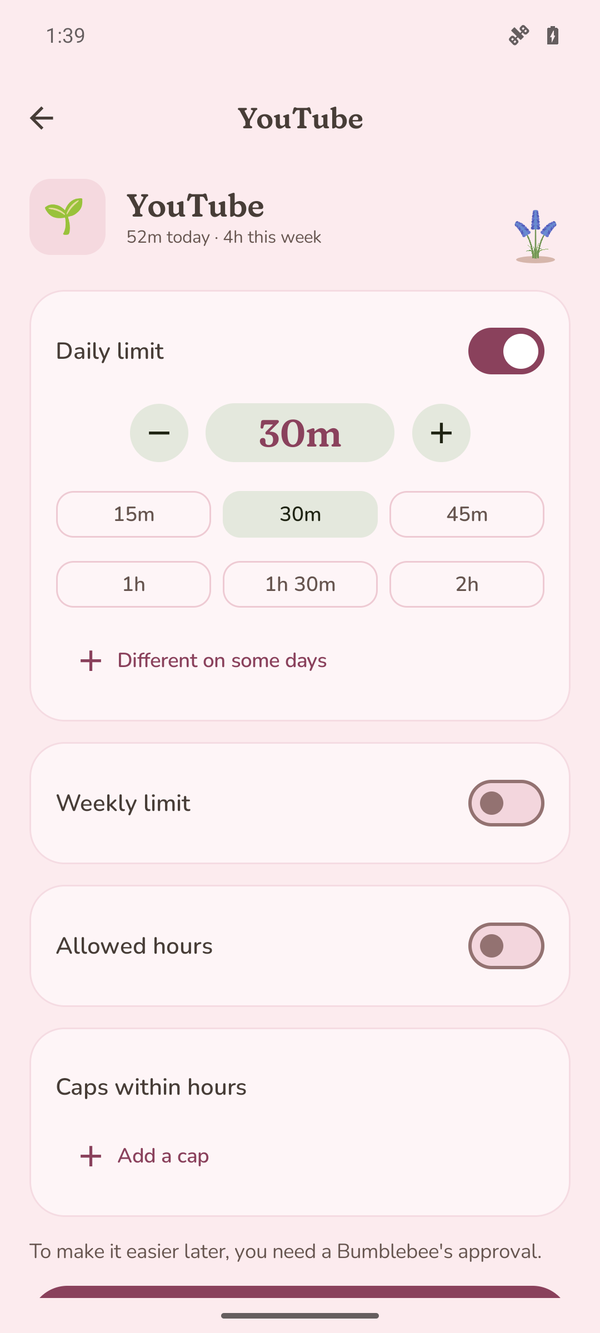 1:39
YouTube
YouTube
52m today · 4h this week
Daily limit
30m
15m
30m
45m
1h
1h 30m
2h
Different on some days
Weekly limit
Allowed hours
Caps within hours
Add a cap
To make it easier later, you need a Bumblebee's approval.